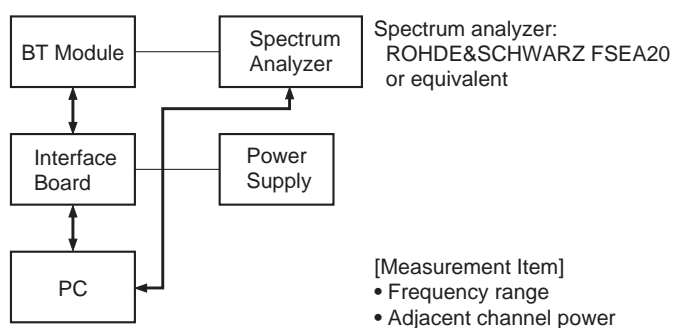 BT Module
Spectrum
Analyzer
Spectrum analyzer:
ROHDE&SCHWARZ FSEA20
or equivalent
Interface
Board
Power
Supply
PC
[Measurement Item]
• Frequency range
• Adjacent channel power